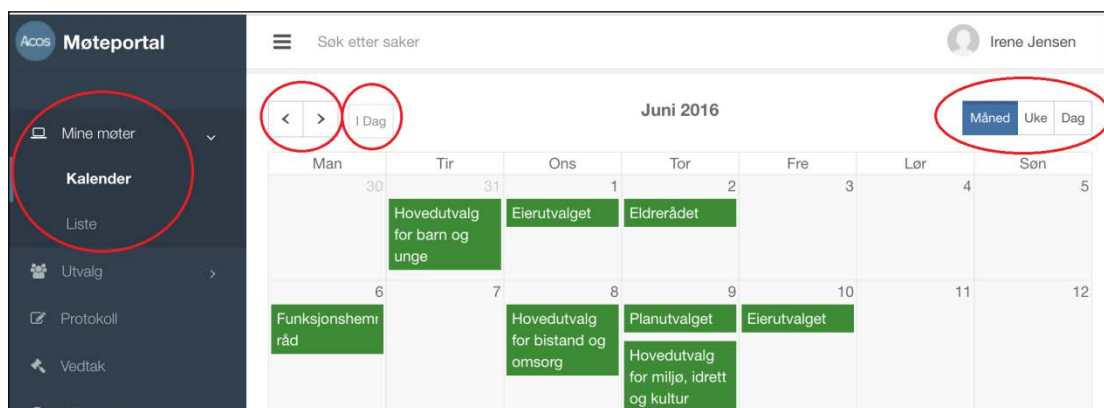 Acos Møteportal
Søk etter saker
Irene Jensen
Mine møter
Kalender
Liste
Utvalg
Protokoll
Vedtak
< > I Dag
Juni 2016
Måned Uke Dag
Man Tir Ons Tor Fre Lør Søn
30 31 1 2 3 4 5
Hovedutvalg
for barn og
unge
Eierutvalget
Eldrerådet
6 7 8 9 10 11 12
Funksjonshemr
råd
Hovedutvalg
for bistand og
omsorg
Planutvalget
Hovedutvalg
for miljø, idrett
og kultur
Eierutvalget